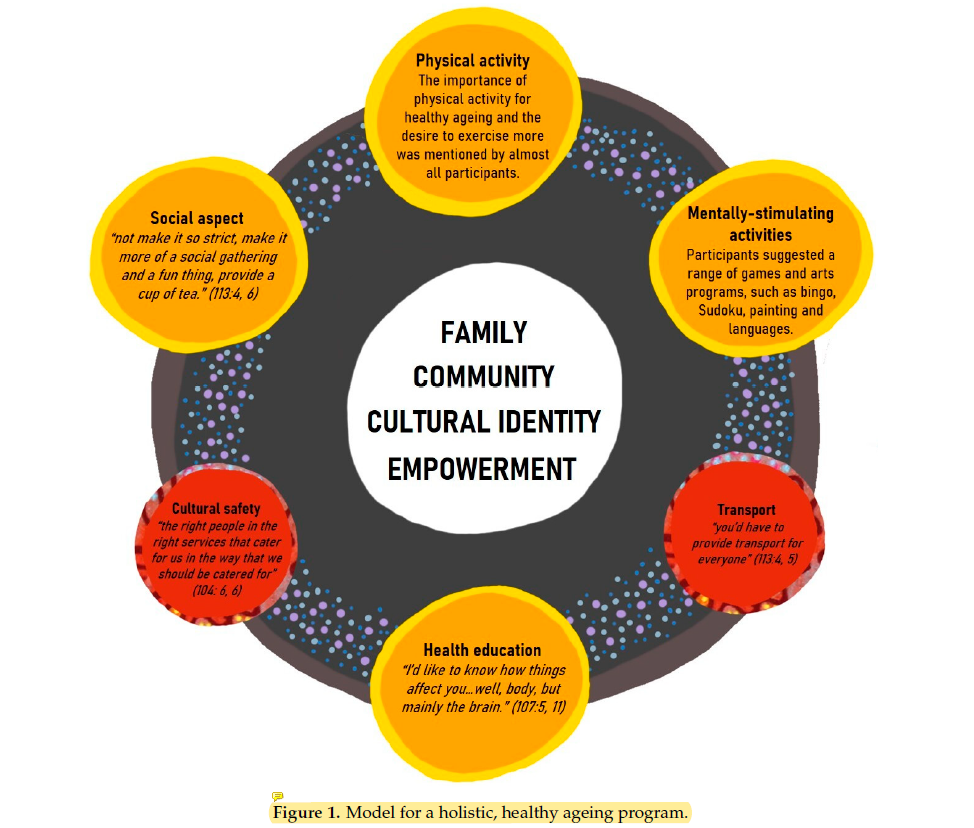 Physical activity
The importance of
physical activity for
healthy ageing and the
desire to exercise more
was mentioned by almost
all participants.
Social aspect
"not make it so strict, make it
more of a social gathering
and a fun thing, provide a
cup of tea." (113:4, 6)
Mentally-stimulating
activities
Participants suggested a
range of games and arts
programs, such as bingo,
Sudoku, painting and
languages.
FAMILY
COMMUNITY
CULTURAL IDENTITY
EMPOWERMENT
Cultural safety
"the right people in the
right services that cater
for us in the way that we
should be catered for"
(104: 6, 6)
Transport
"you'd have to
provide transport for
everyone" (113:4, 5)
Health education
"I'd like to know how things
affect you...well, body, but
mainly the brain." (107:5, 11)
Figure 1. Model for a holistic, healthy ageing program.